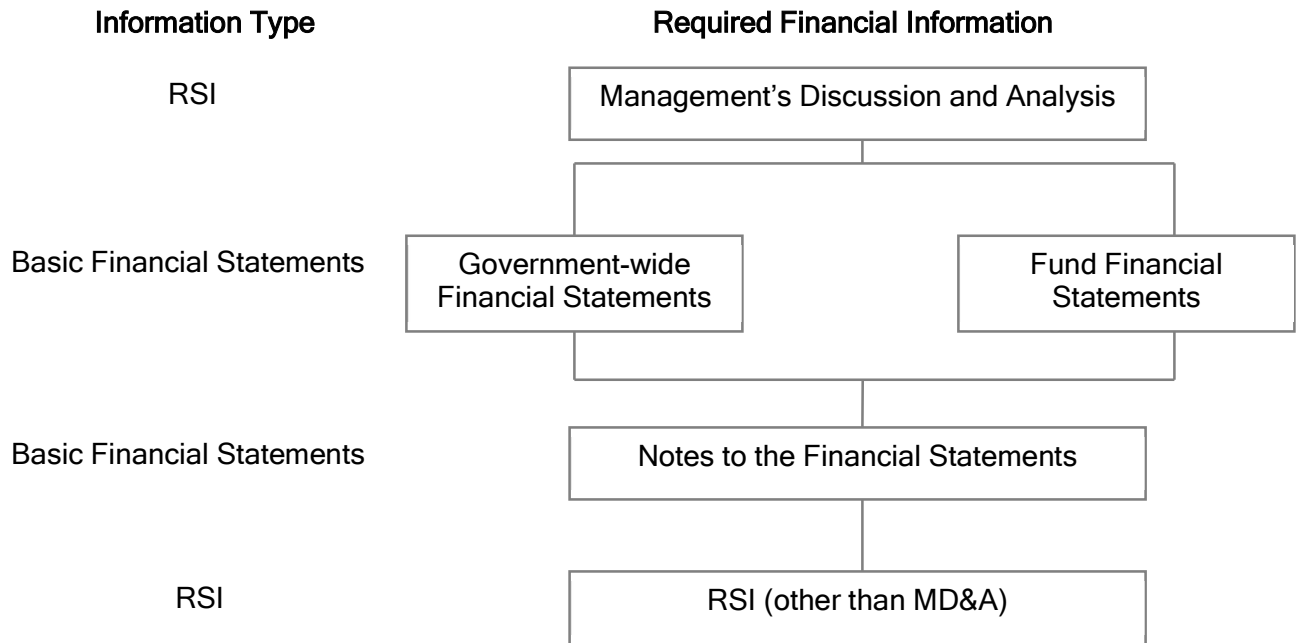 Information Type
Required Financial Information
RSI
Management’s Discussion and Analysis
Basic Financial Statements
Government-wide
Financial Statements
Fund Financial
Statements
Basic Financial Statements
Notes to the Financial Statements
RSI
RSI (other than MD&A)